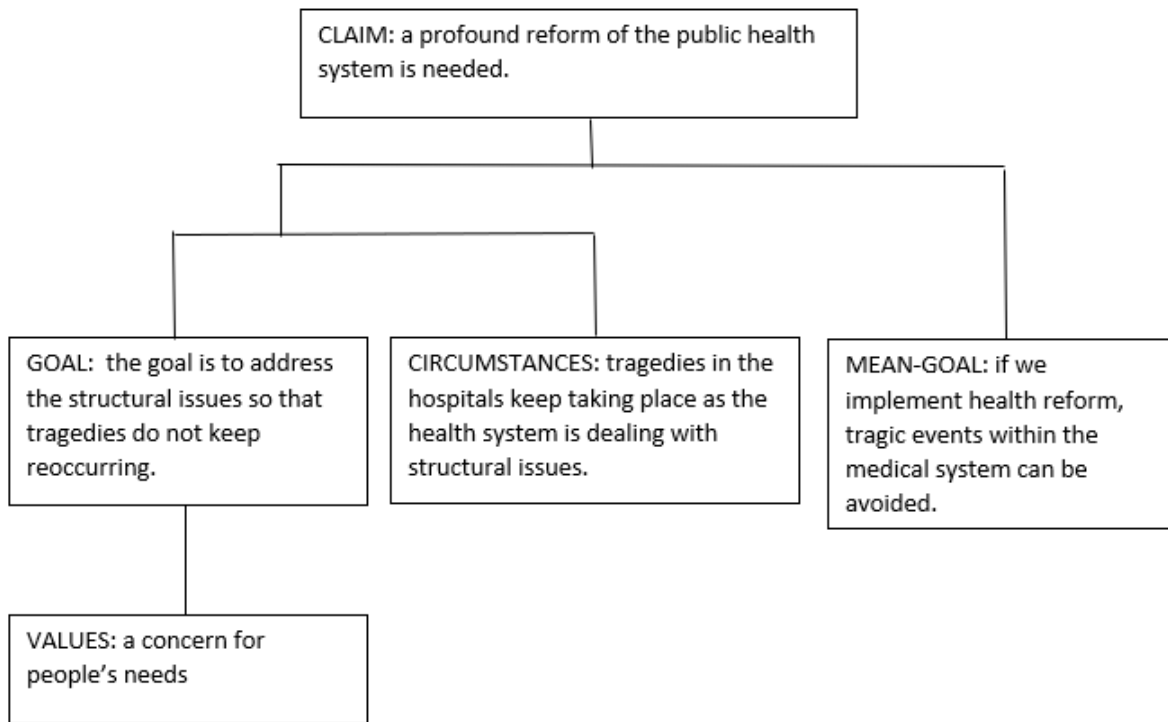 CLAIM: a profound reform of the public health
system is needed.
GOAL:  the goal is to address
the structural issues so that
tragedies do not keep
reoccurring.
CIRCUMSTANCES: tragedies in the
hospitals keep taking place as the
health system is dealing with
structural issues.
MEAN-GOAL: if we
implement health reform,
tragic events within the
medical system can be
avoided.
VALUES: a concern for
people’s needs